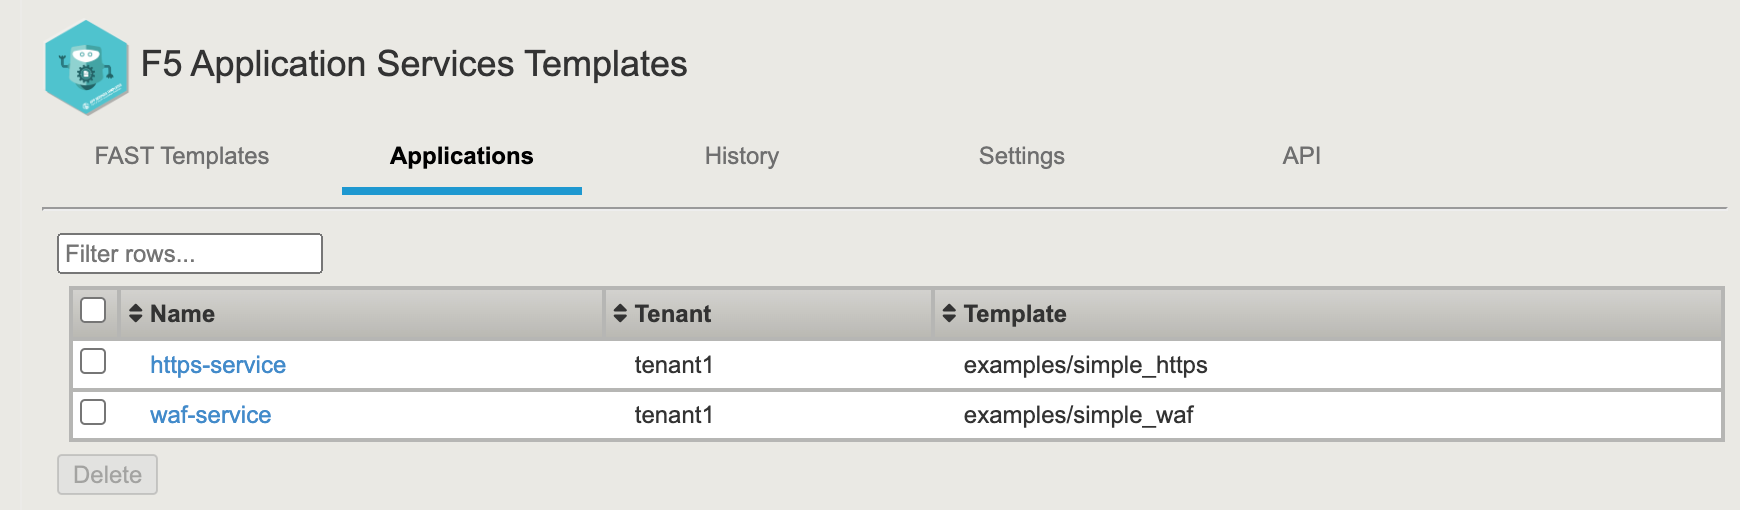 F5 Application Services Templates
FAST Templates Applications History Settings API
Filter rows...
Name Tenant Template
https-service tenant1 examples/simple_https
waf-service tenant1 examples/simple_waf
Delete